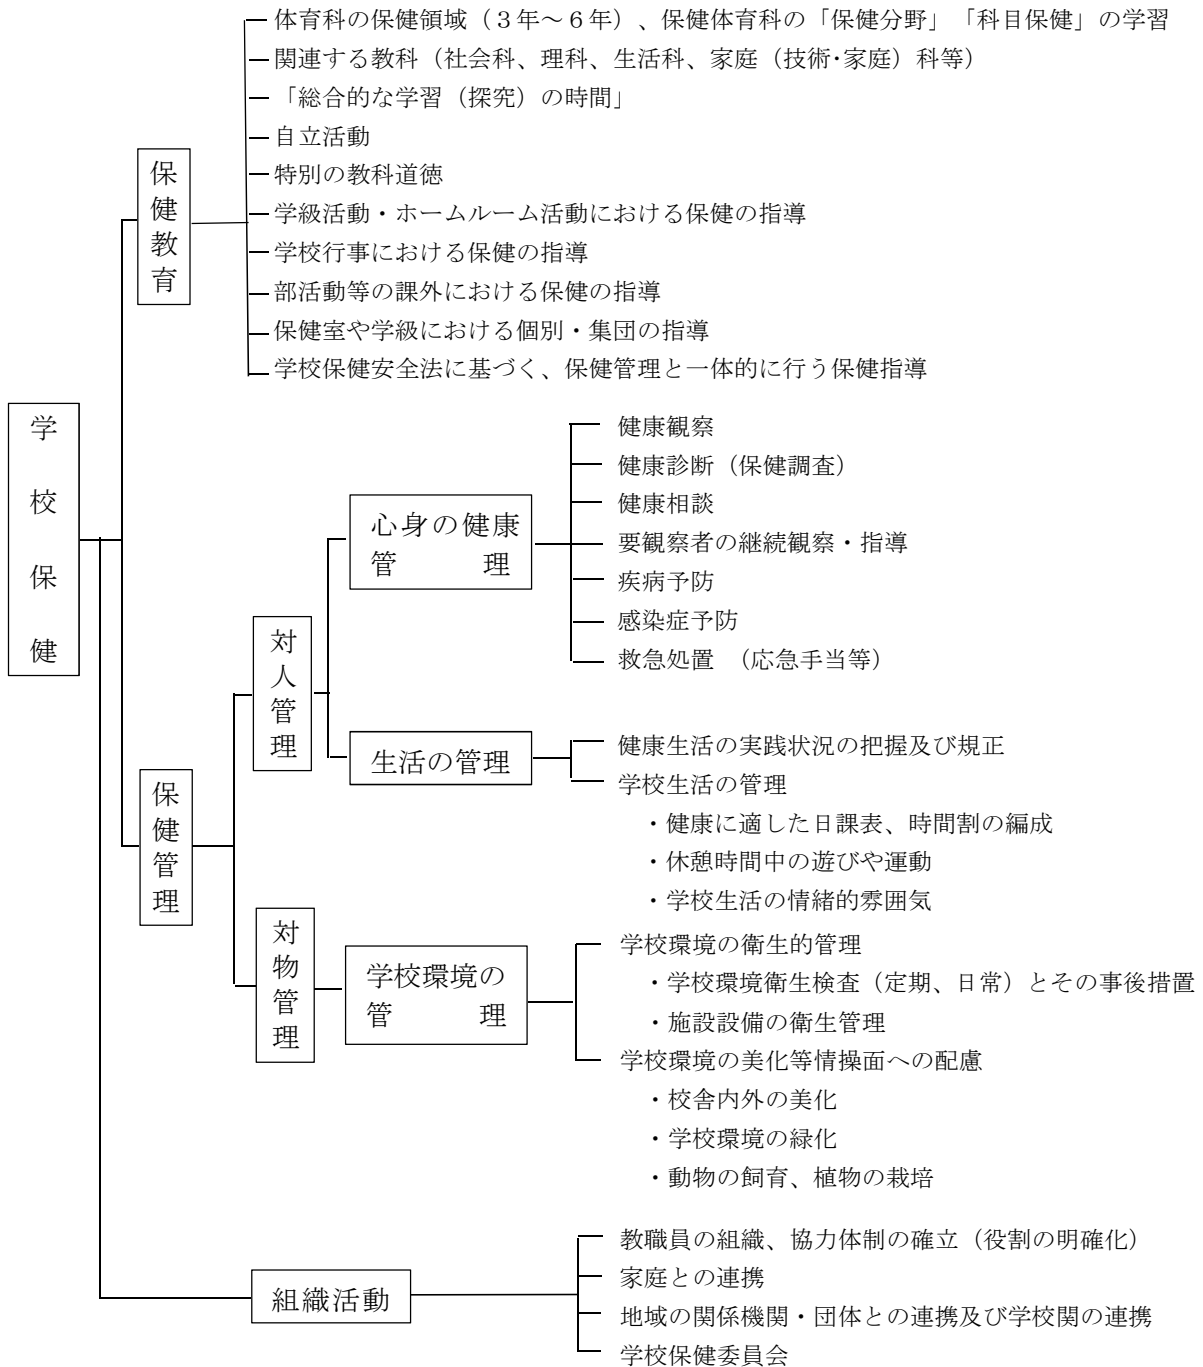 学校保健
保健教育
体育科の保健領域（３年～６年）、保健体育科の「保健分野」「科目保健」の学習
関連する教科（社会科、理科、生活科、家庭（技術･家庭）科等）
「総合的な学習（探究）の時間」
自立活動
特別の教科道徳
学級活動・ホームルーム活動における保健の指導
学校行事における保健の指導
部活動等の課外における保健の指導
保健室や学級における個別・集団の指導
学校保健安全法に基づく、保健管理と一体的に行う保健指導
保健管理
対人管理
心身の健康
管理
健康観察
健康診断（保健調査）
健康相談
要観察者の継続観察・指導
疾病予防
感染症予防
救急処置　（応急手当等）
生活の管理
健康生活の実践状況の把握及び規正
学校生活の管理
・健康に適した日課表、時間割の編成
・休憩時間中の遊びや運動
・学校生活の情緒的雰囲気
対物管理
学校環境の
管理
学校環境の衛生的管理
・学校環境衛生検査（定期、日常）とその事後措置
・施設設備の衛生管理
学校環境の美化等情操面への配慮
・校舎内外の美化
・学校環境の緑化
・動物の飼育、植物の栽培
組織活動
教職員の組織、協力体制の確立（役割の明確化）
家庭との連携
地域の関係機関・団体との連携及び学校関の連携
学校保健委員会